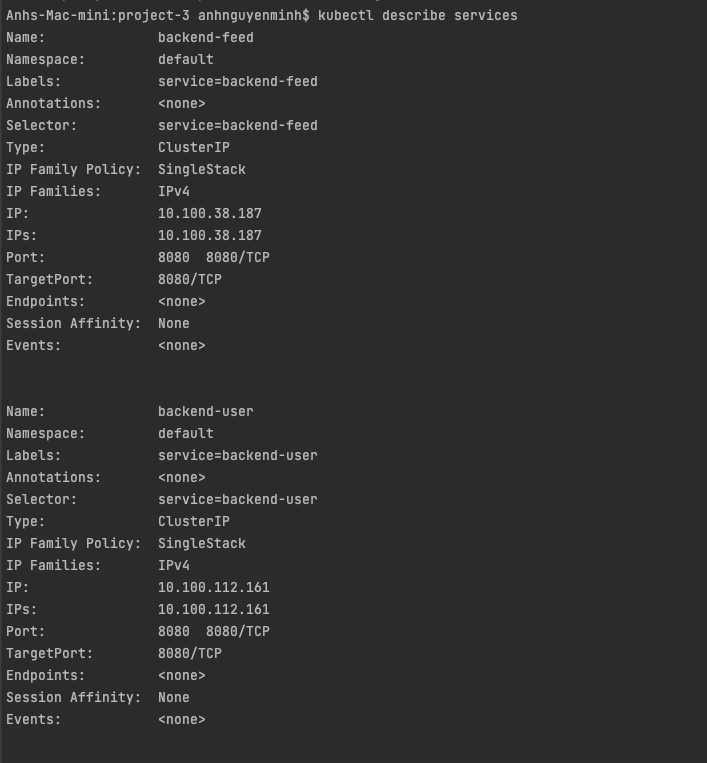 Anhs-Mac-mini:project-3 anhnguyenminh$ kubectl describe services
Name:              backend-feed
Namespace:         default
Labels:            service=backend-feed
Annotations:       <none>
Selector:          service=backend-feed
Type:              ClusterIP
IP Family Policy:  SingleStack
IP Families:       IPv4
IP:                10.100.38.187
IPs:               10.100.38.187
Port:              8080  8080/TCP
TargetPort:        8080/TCP
Endpoints:         <none>
Session Affinity:  None
Events:            <none>
Name:              backend-user
Namespace:         default
Labels:            service=backend-user
Annotations:       <none>
Selector:          service=backend-user
Type:              ClusterIP
IP Family Policy:  SingleStack
IP Families:       IPv4
IP:                10.100.112.161
IPs:               10.100.112.161
Port:              8080  8080/TCP
TargetPort:        8080/TCP
Endpoints:         <none>
Session Affinity:  None
Events:            <none>